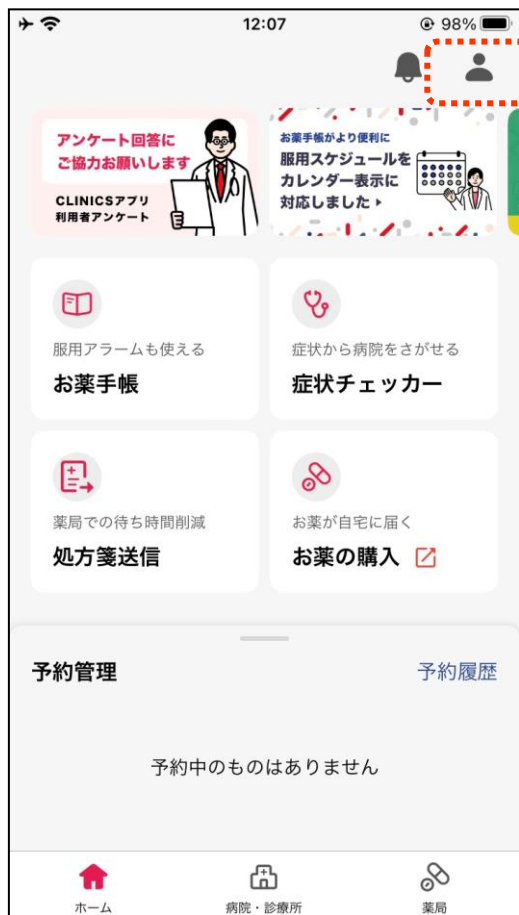 12:07
98%
アンケート回答に
ご協力お願いします
CLINICSアプリ
利用者アンケート
お薬手帳がより便利に
服用スケジュールを
カレンダー表示に
対応しました
服用アラームも使える
お薬手帳
症状から病院をさがせる
症状チェッカー
薬局での待ち時間削減
処方箋送信
お薬が自宅に届く
お薬の購入
予約管理
予約履歴
予約中のものはありません
ホーム
病院・診療所
薬局